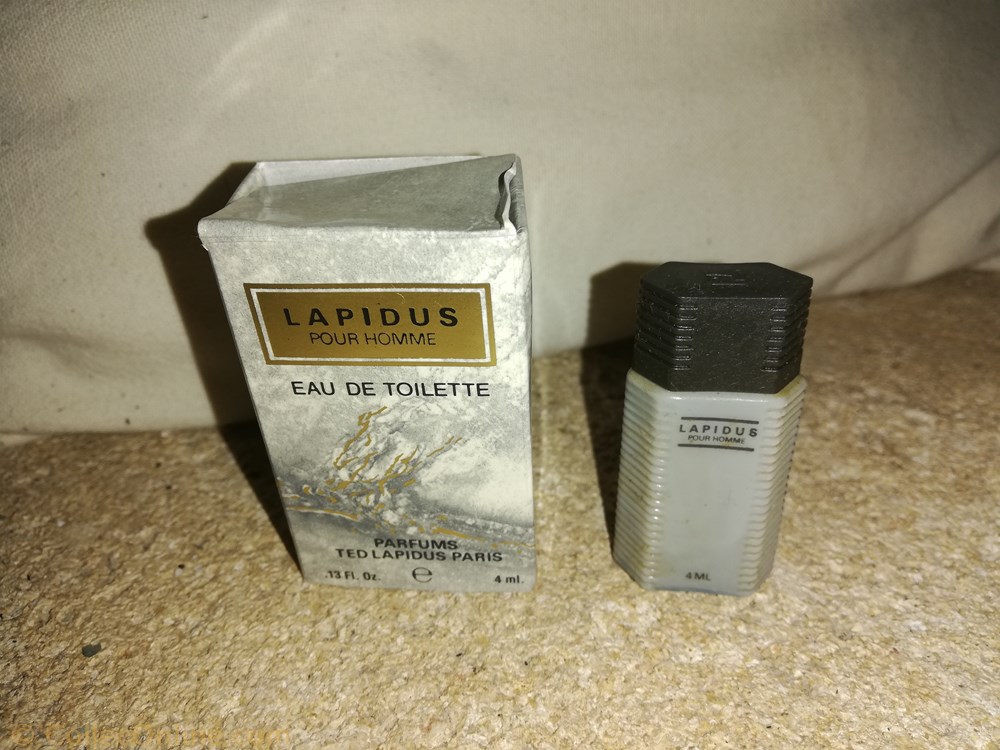 LAPIDUS
POUR HOMME
EAU DE TOILETTE
PARFUMS
TED LAPIDUS PARIS
.13 Fl. Oz. ℮ 4 ml.
LAPIDUS
POUR HOMME
4 ML